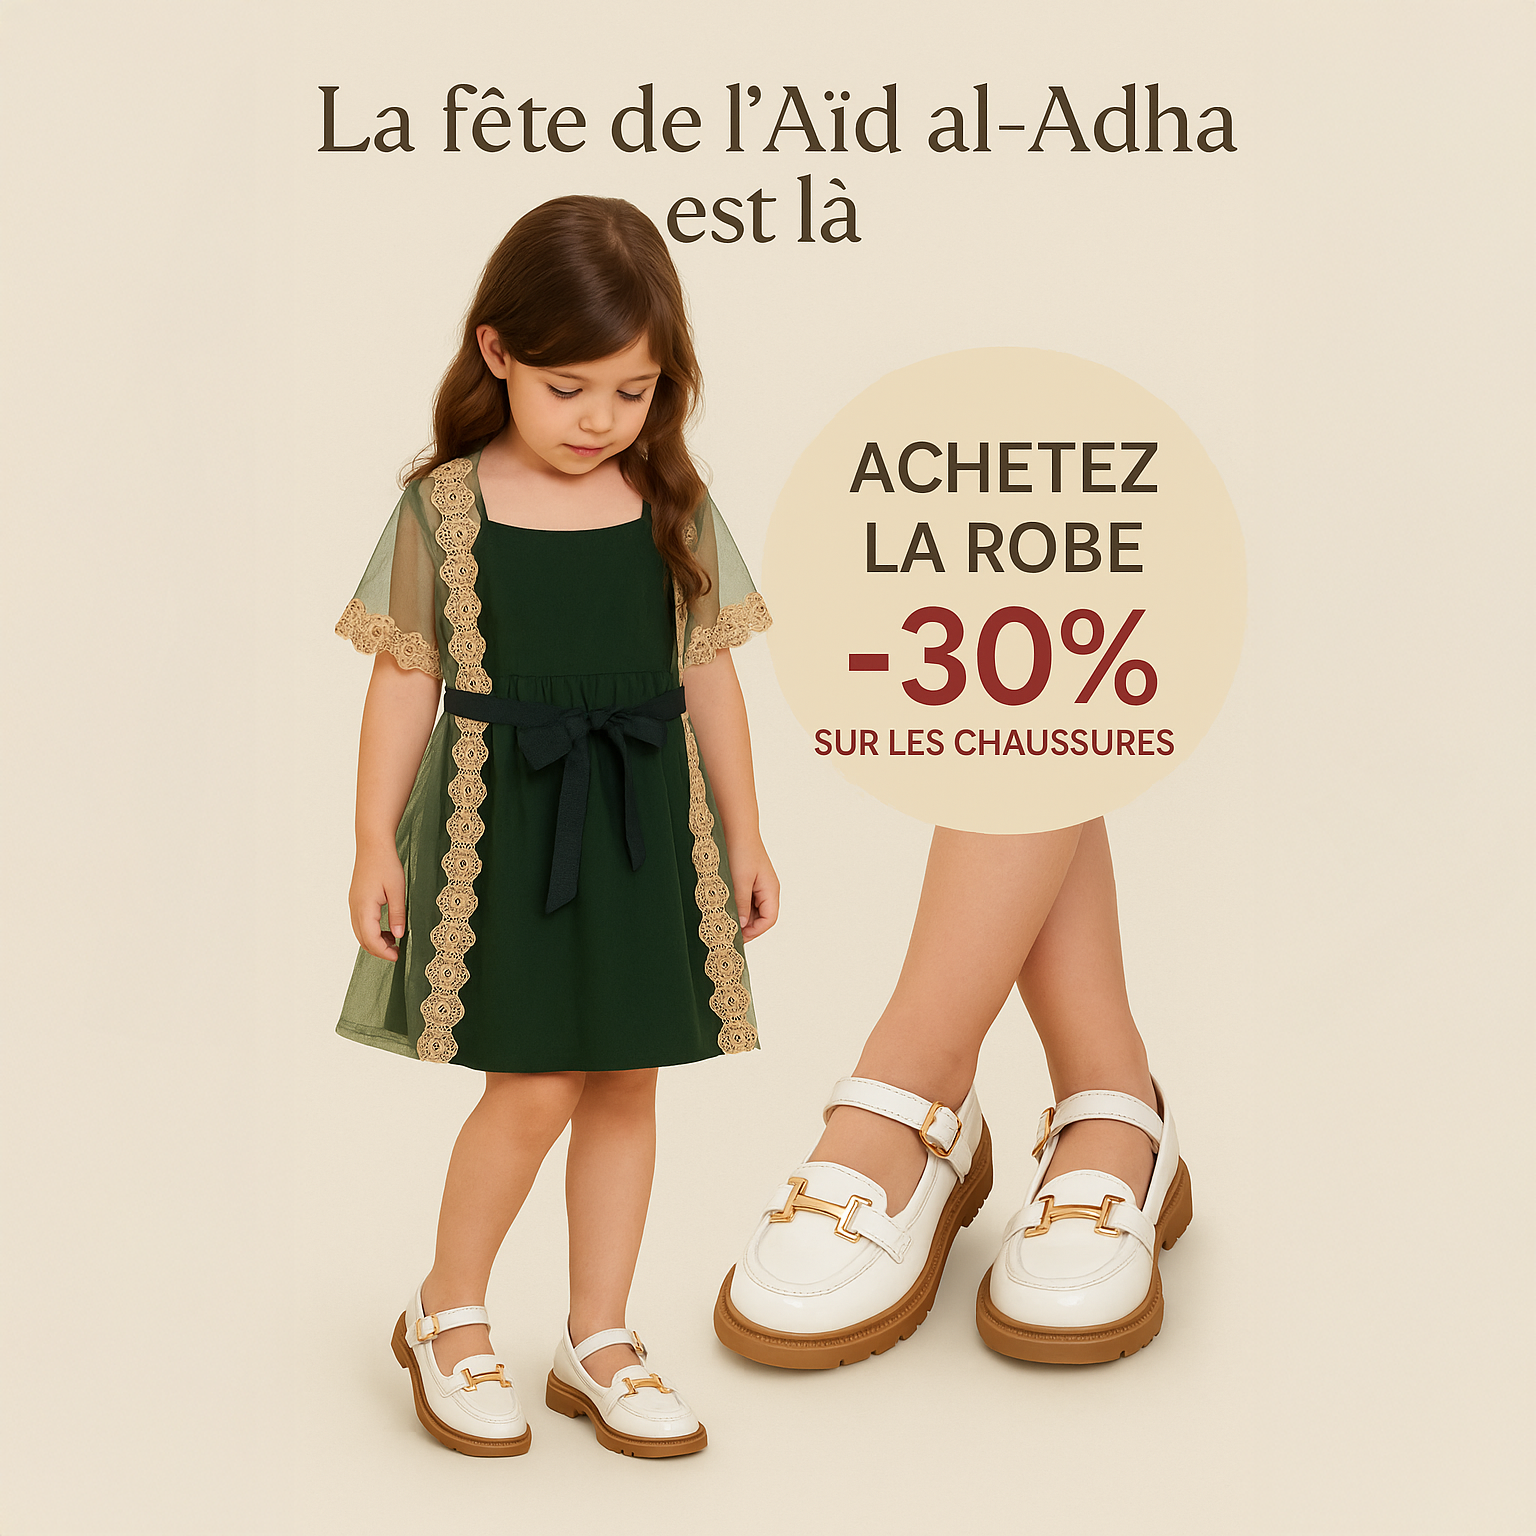 La fête de l’Aïd al-Adha
est là
ACHETEZ
LA ROBE
-30%
SUR LES CHAUSSURES